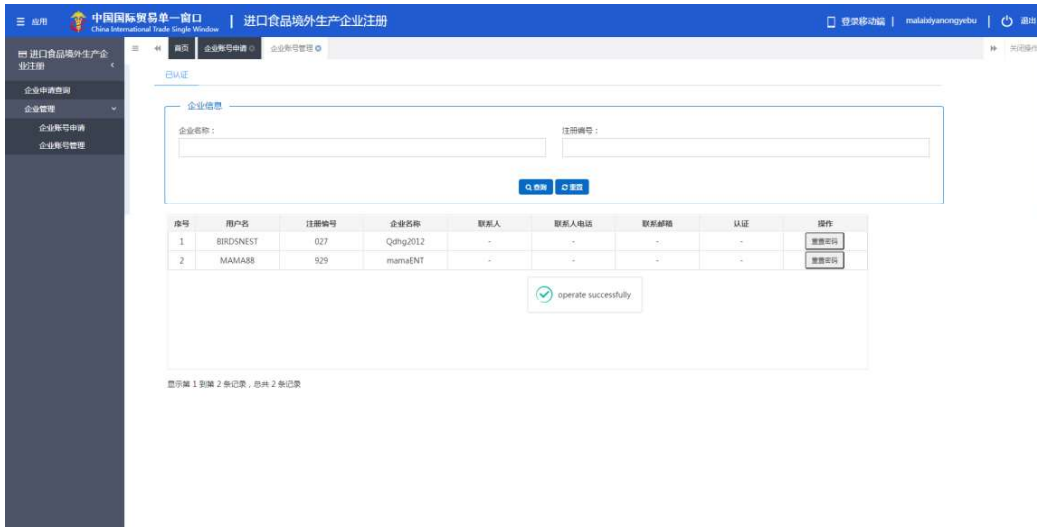 应用
中国国际贸易单一窗口
China International Trade Single Window
进口食品境外生产企业注册
登录移动端
malaixiyanongyebu
退出
进口食品境外生产企业注册
首页
企业账号申请
企业账号管理
关闭操作
企业申请查询
企业管理
企业账号申请
企业账号管理
已认证
企业信息
企业名称：
注册编号：
查询
重置
序号 用户名 注册编号 企业名称 联系人 联系人电话 联系邮箱 认证 操作
1 BIRDSNEST 027 Qdhg2012 - - - - 重置密码
2 MAMA88 929 mamaENT - - - - 重置密码
operate successfully
显示第 1 到第 2 条记录，总共 2 条记录